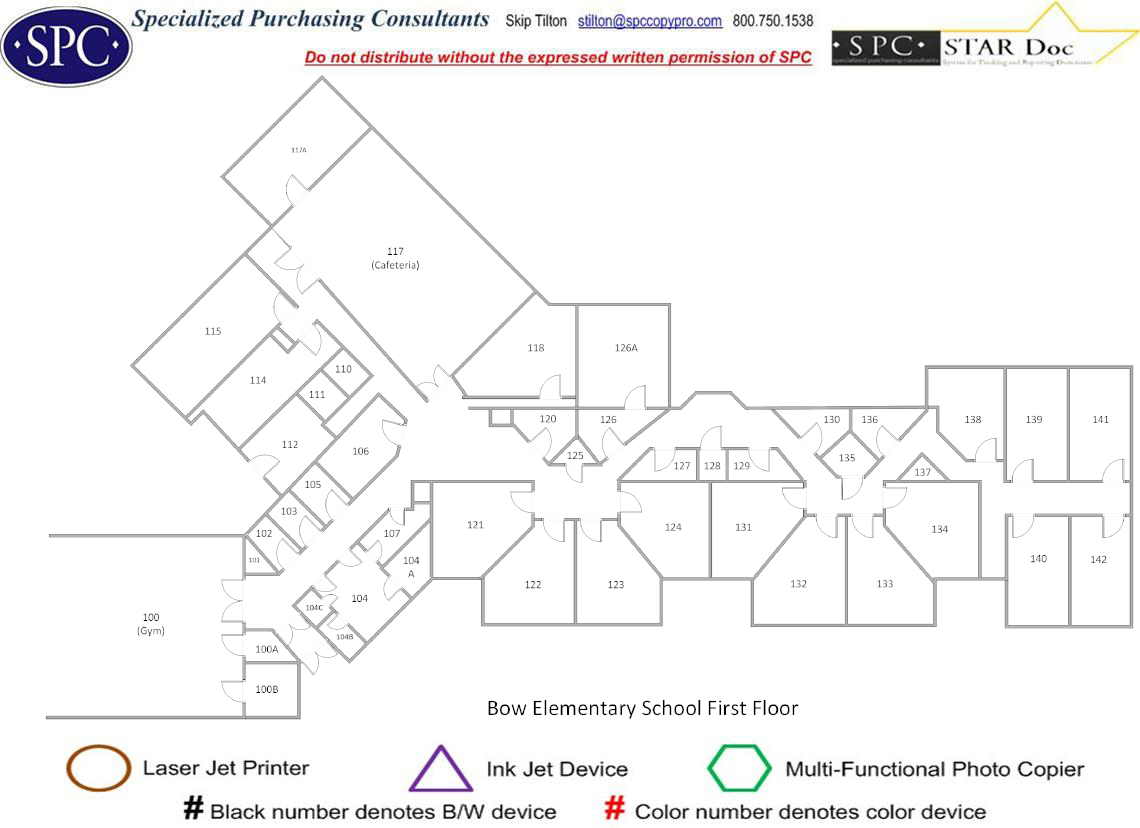 Specialized Purchasing Consultants Skip Tilton stilton@spccopypro.com 800.750.1538
·SPC·
·SPC· STAR Doc
specialized purchasing consultants System for Tracking and Reporting Documents
Do not distribute without the expressed written permission of SPC
117A
117
(Cafeteria)
115
118
126A
110
114
111
120
126
130
136
138
139
141
112
106
125
127
128
129
135
137
105
103
102
101
107
121
124
131
134
104
A
140
142
122
123
132
133
104
104C
104B
100
(Gym)
100A
100B
Bow Elementary School First Floor
Laser Jet Printer
Ink Jet Device
Multi-Functional Photo Copier
# Black number denotes B/W device
# Color number denotes color device